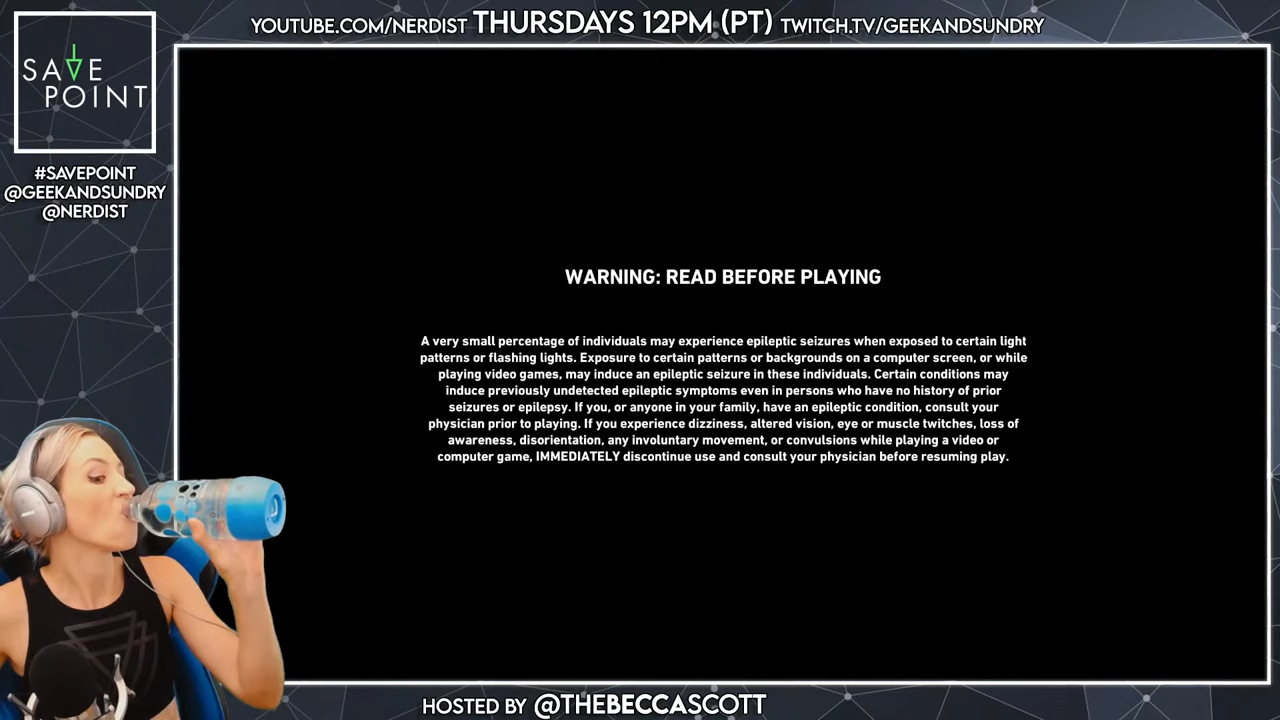 YOUTUBE.COM/NERDIST THURSDAYS 12PM (PT) TWITCH.TV/GEEKANDSUNDRY
SAVE
POINT
#SAVEPOINT
@GEEKANDSUNDRY
@NERDIST
WARNING: READ BEFORE PLAYING
A very small percentage of individuals may experience epileptic seizures when exposed to certain light
patterns or flashing lights. Exposure to certain patterns or backgrounds on a computer screen, or while
playing video games, may induce an epileptic seizure in these individuals. Certain conditions may
induce previously undetected epileptic symptoms even in persons who have no history of prior
seizures or epilepsy. If you, or anyone in your family, have an epileptic condition, consult your
physician prior to playing. If you experience dizziness, altered vision, eye or muscle twitches, loss of
awareness, disorientation, any involuntary movement, or convulsions while playing a video or
computer game, IMMEDIATELY discontinue use and consult your physician before resuming play.
HOSTED BY @THEBECCASCOTT